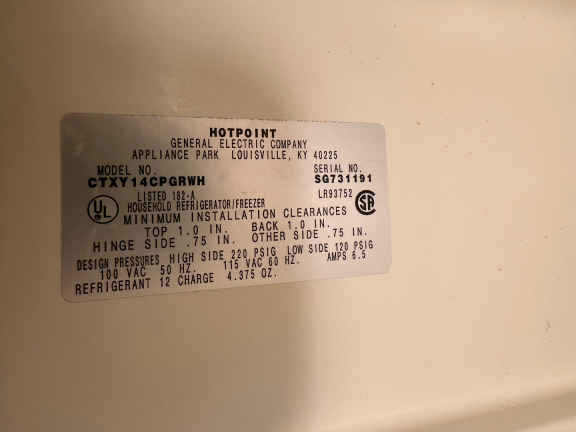 HOTPOINT
GENERAL ELECTRIC COMPANY
APPLIANCE PARK LOUISVILLE, KY 40225
MODEL NO. SERIAL NO.
CTXY14CPGRWH SG731191
UL LISTED 182-A LR93752 SA
HOUSEHOLD REFRIGERATOR/FREEZER
MINIMUM INSTALLATION CLEARANCES
TOP 1.0 IN. BACK 1.0 IN.
HINGE SIDE .75 IN. OTHER SIDE .75 IN.
DESIGN PRESSURES HIGH SIDE 220 PSIG LOW SIDE 120 PSIG
100 VAC 50 HZ. 115 VAC 60 HZ. AMPS 6.5
REFRIGERANT 12 CHARGE 4.375 OZ.